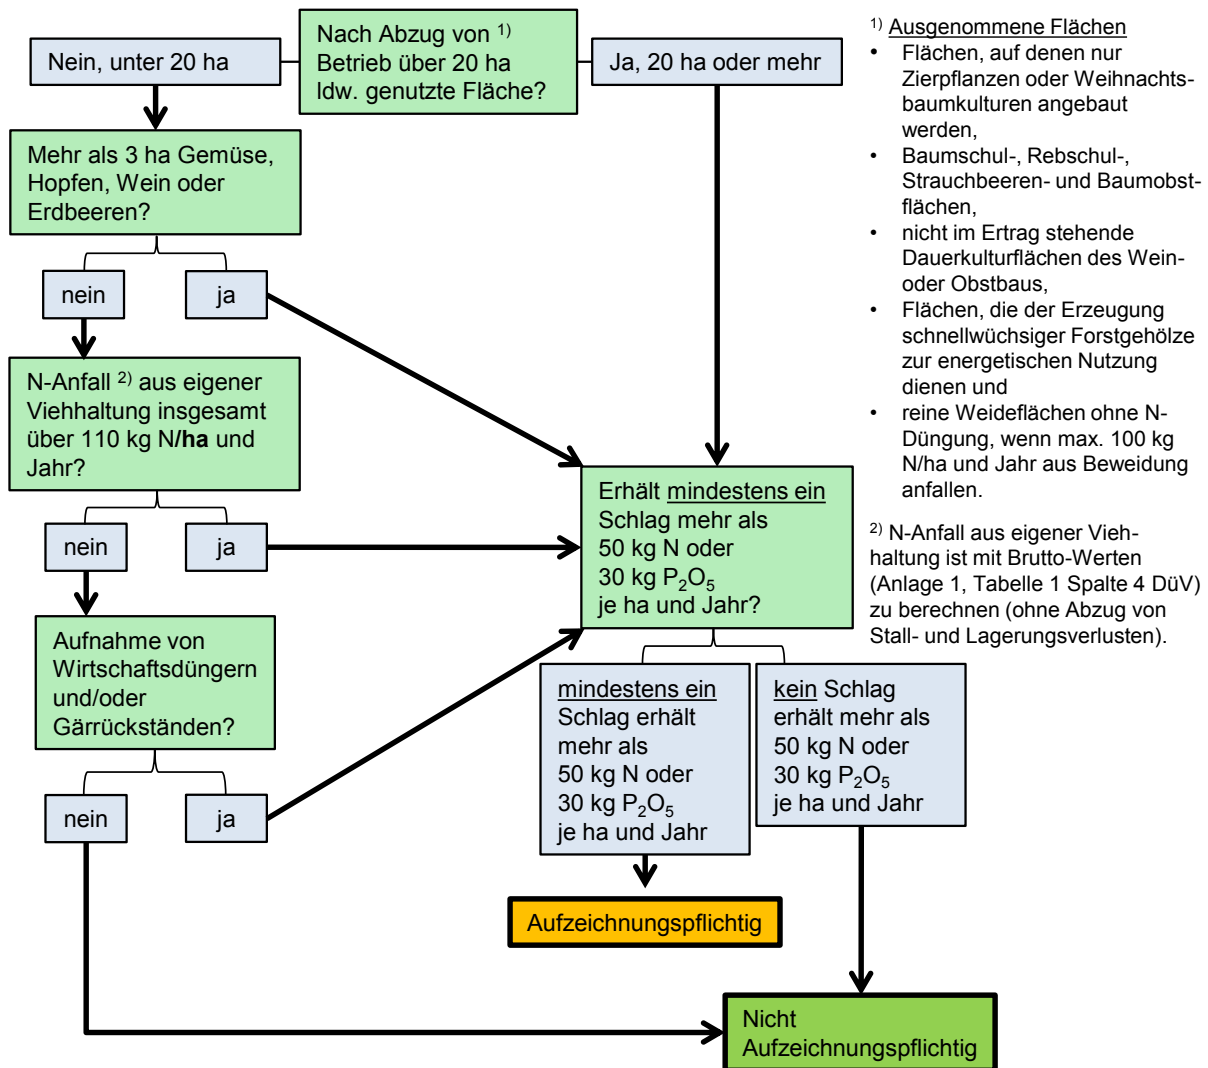 Nach Abzug von 1)
Betrieb über 20 ha
ldw. genutzte Fläche?
Nein, unter 20 ha
Ja, 20 ha oder mehr
Mehr als 3 ha Gemüse,
Hopfen, Wein oder
Erdbeeren?
nein
ja
N-Anfall 2) aus eigener
Viehhaltung insgesamt
über 110 kg N/ha und
Jahr?
nein
ja
Aufnahme von
Wirtschaftsdüngern
und/oder
Gärrückständen?
nein
ja
Erhält mindestens ein
Schlag mehr als
50 kg N oder
30 kg P2O5
je ha und Jahr?
mindestens ein
Schlag erhält
mehr als
50 kg N oder
30 kg P2O5
je ha und Jahr
kein Schlag
erhält mehr als
50 kg N oder
30 kg P2O5
je ha und Jahr
Aufzeichnungspflichtig
Nicht
Aufzeichnungspflichtig
1) Ausgenommene Flächen
• Flächen, auf denen nur
Zierpflanzen oder Weihnachts-
baumkulturen angebaut
werden,
• Baumschul-, Rebschul-,
Strauchbeeren- und Baumobst-
flächen,
• nicht im Ertrag stehende
Dauerkulturflächen des Wein-
oder Obstbaus,
• Flächen, die der Erzeugung
schnellwüchsiger Forstgehölze
zur energetischen Nutzung
dienen und
• reine Weideflächen ohne N-
Düngung, wenn max. 100 kg
N/ha und Jahr aus Beweidung
anfallen.
2) N-Anfall aus eigener Vieh-
haltung ist mit Brutto-Werten
(Anlage 1, Tabelle 1 Spalte 4 DüV)
zu berechnen (ohne Abzug von
Stall- und Lagerungsverlusten).